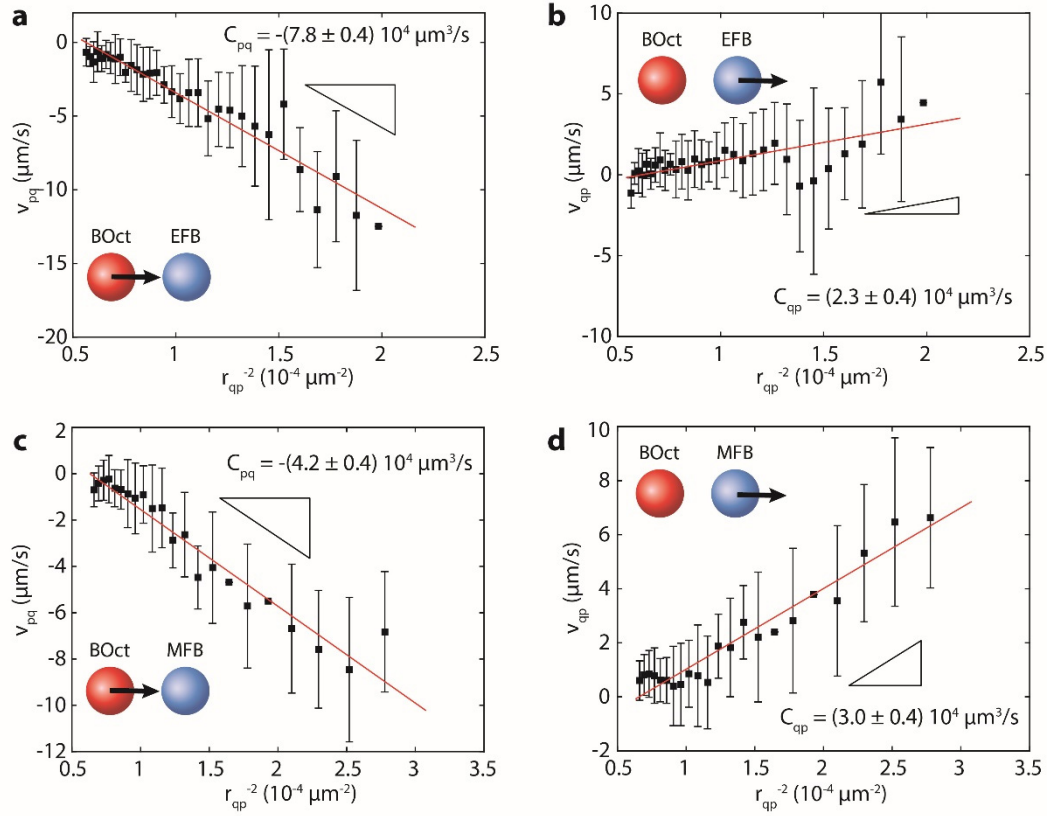 a
C_pq = -(7.8 ± 0.4) 10^4 µm^3/s
0
-5
-10
-15
-20
v_pq (µm/s)
BOct
EFB
0.5
1
1.5
2
2.5
r_qp^-2 (10^-4 µm^-2)
b
BOct
EFB
10
5
0
-5
-10
v_qp (µm/s)
C_qp = (2.3 ± 0.4) 10^4 µm^3/s
0.5
1
1.5
2
2.5
r_qp^-2 (10^-4 µm^-2)
c
C_pq = -(4.2 ± 0.4) 10^4 µm^3/s
2
0
-2
-4
-6
-8
-10
-12
v_pq (µm/s)
BOct
MFB
0.5
1
1.5
2
2.5
3
3.5
r_qp^-2 (10^-4 µm^-2)
d
BOct
MFB
10
8
6
4
2
0
-2
v_qp (µm/s)
C_qp = (3.0 ± 0.4) 10^4 µm^3/s
0.5
1
1.5
2
2.5
3
3.5
r_qp^-2 (10^-4 µm^-2)